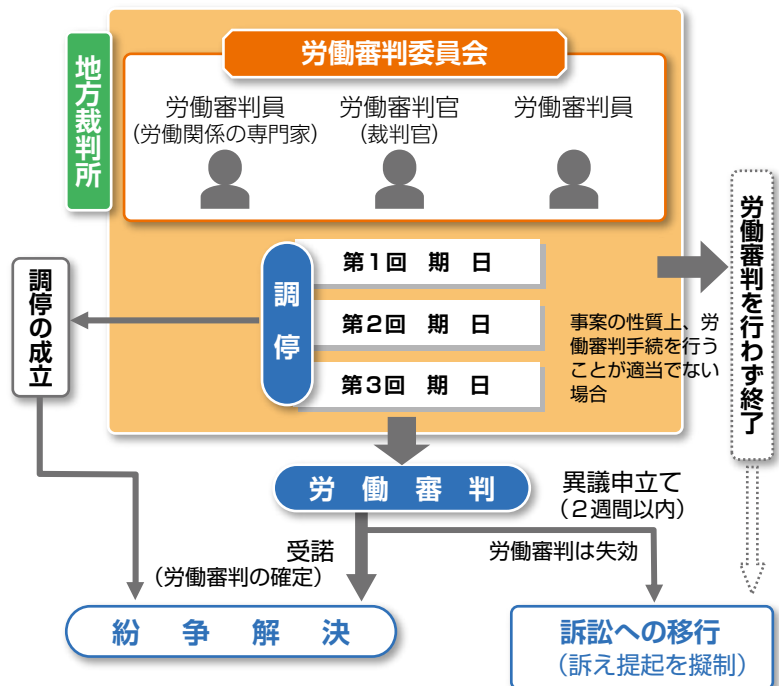 地方裁判所
労働審判委員会
労働審判員
(労働関係の専門家)
労働審判官
(裁判官)
労働審判員
調停
第1回 期 日
第2回 期 日
第3回 期 日
調停の成立
事案の性質上、労
働審判手続を行う
ことが適当でない
場合
労働審判を行わず終了
労 働 審 判
異議申立て
(2週間以内)
受諾
(労働審判の確定)
労働審判は失効
紛 争 解 決
訴訟への移行
(訴え提起を擬制)